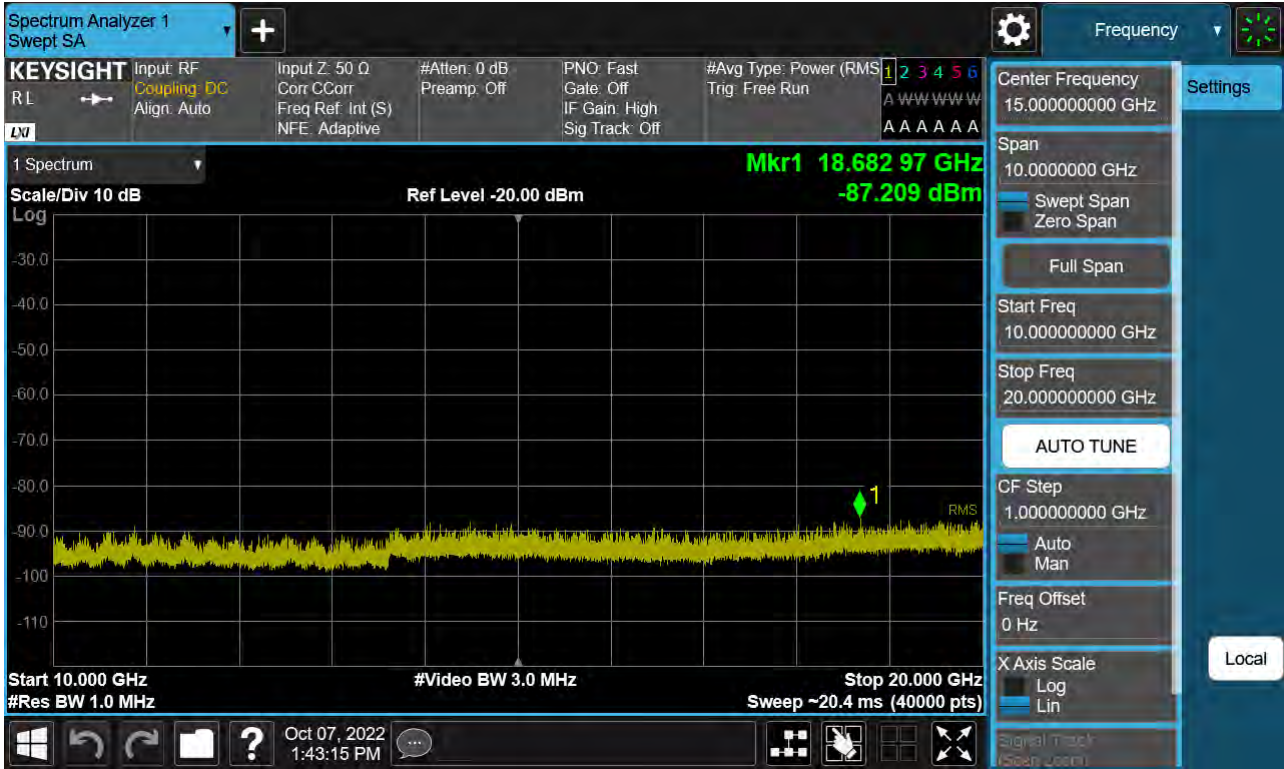 Spectrum Analyzer 1
Swept SA
+
Frequency
KEYSIGHT
R L
LXI
Input: RF
Coupling: DC
Align: Auto
Input Z: 50 Ω
Corr CCorr
Freq Ref: Int (S)
NFE: Adaptive
#Atten: 0 dB
Preamp: Off
PNO: Fast
Gate: Off
IF Gain: High
Sig Track: Off
#Avg Type: Power (RMS
Trig: Free Run
1 2 3 4 5 6
A W W W W W
A A A A A A
1 Spectrum
Mkr1 18.682 97 GHz
Scale/Div 10 dB
Ref Level -20.00 dBm
-87.209 dBm
Log
-30.0
-40.0
-50.0
-60.0
-70.0
-80.0
1
RMS
-90.0
-100
-110
Start 10.000 GHz
#Video BW 3.0 MHz
Stop 20.000 GHz
#Res BW 1.0 MHz
Sweep ~20.4 ms (40000 pts)
Center Frequency
15.000000000 GHz
Settings
Span
10.0000000 GHz
Swept Span
Zero Span
Full Span
Start Freq
10.000000000 GHz
Stop Freq
20.000000000 GHz
AUTO TUNE
CF Step
1.000000000 GHz
Auto
Man
Freq Offset
0 Hz
X Axis Scale
Log
Lin
Local
Signal Track
(Span Zoom)
?
Oct 07, 2022
1:43:15 PM